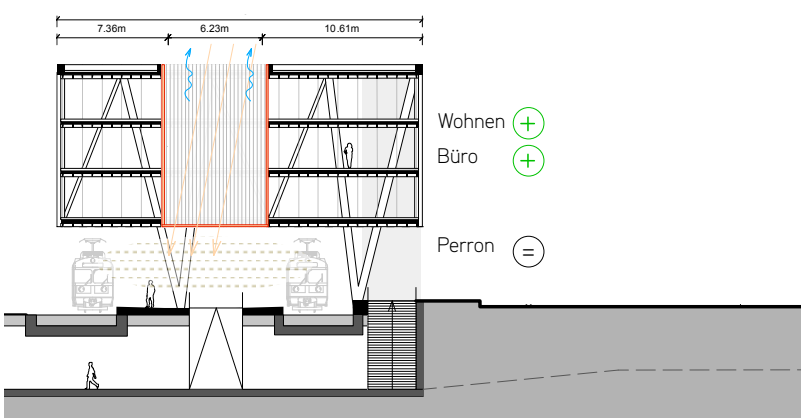 7.36m 6.23m 10.61m
Wohnen +
Büro +
Perron =